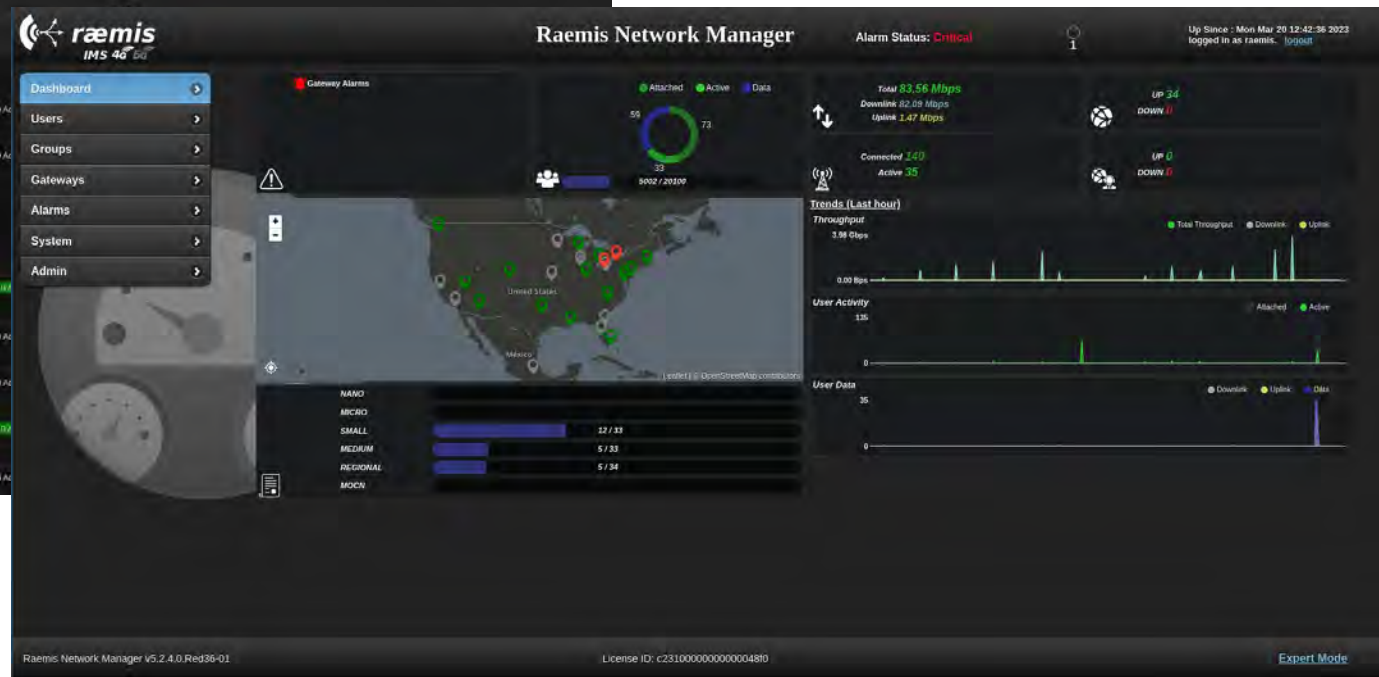 ræmis
IMS 4G 5G
Raemis Network Manager
Alarm Status: Critical
1
Up Since : Mon Mar 20 12:42:36 2023
logged in as raemis. logout
Dashboard
Users
Groups
Gateways
Alarms
System
Admin
Gateway Alarms
Attached Active Data
59
73
33
5002 / 20100
Total 83.56 Mbps
Downlink 82.09 Mbps
Uplink 1.47 Mbps
UP 34
DOWN 0
Connected 140
Active 35
UP 0
DOWN 0
+
-
United States
México
Leaflet | © OpenStreetMap contributors
NANO
MICRO
SMALL 12 / 33
MEDIUM 5 / 33
REGIONAL 5 / 34
MOCN
Trends (Last hour)
Throughput
Total Throughput Downlink Uplink
3.98 Gbps
0.00 Bps
User Activity
Attached Active
135
0
User Data
Downlink Uplink Data
35
0
Raemis Network Manager v5.2.4.0.Red36-01
Expert Mode